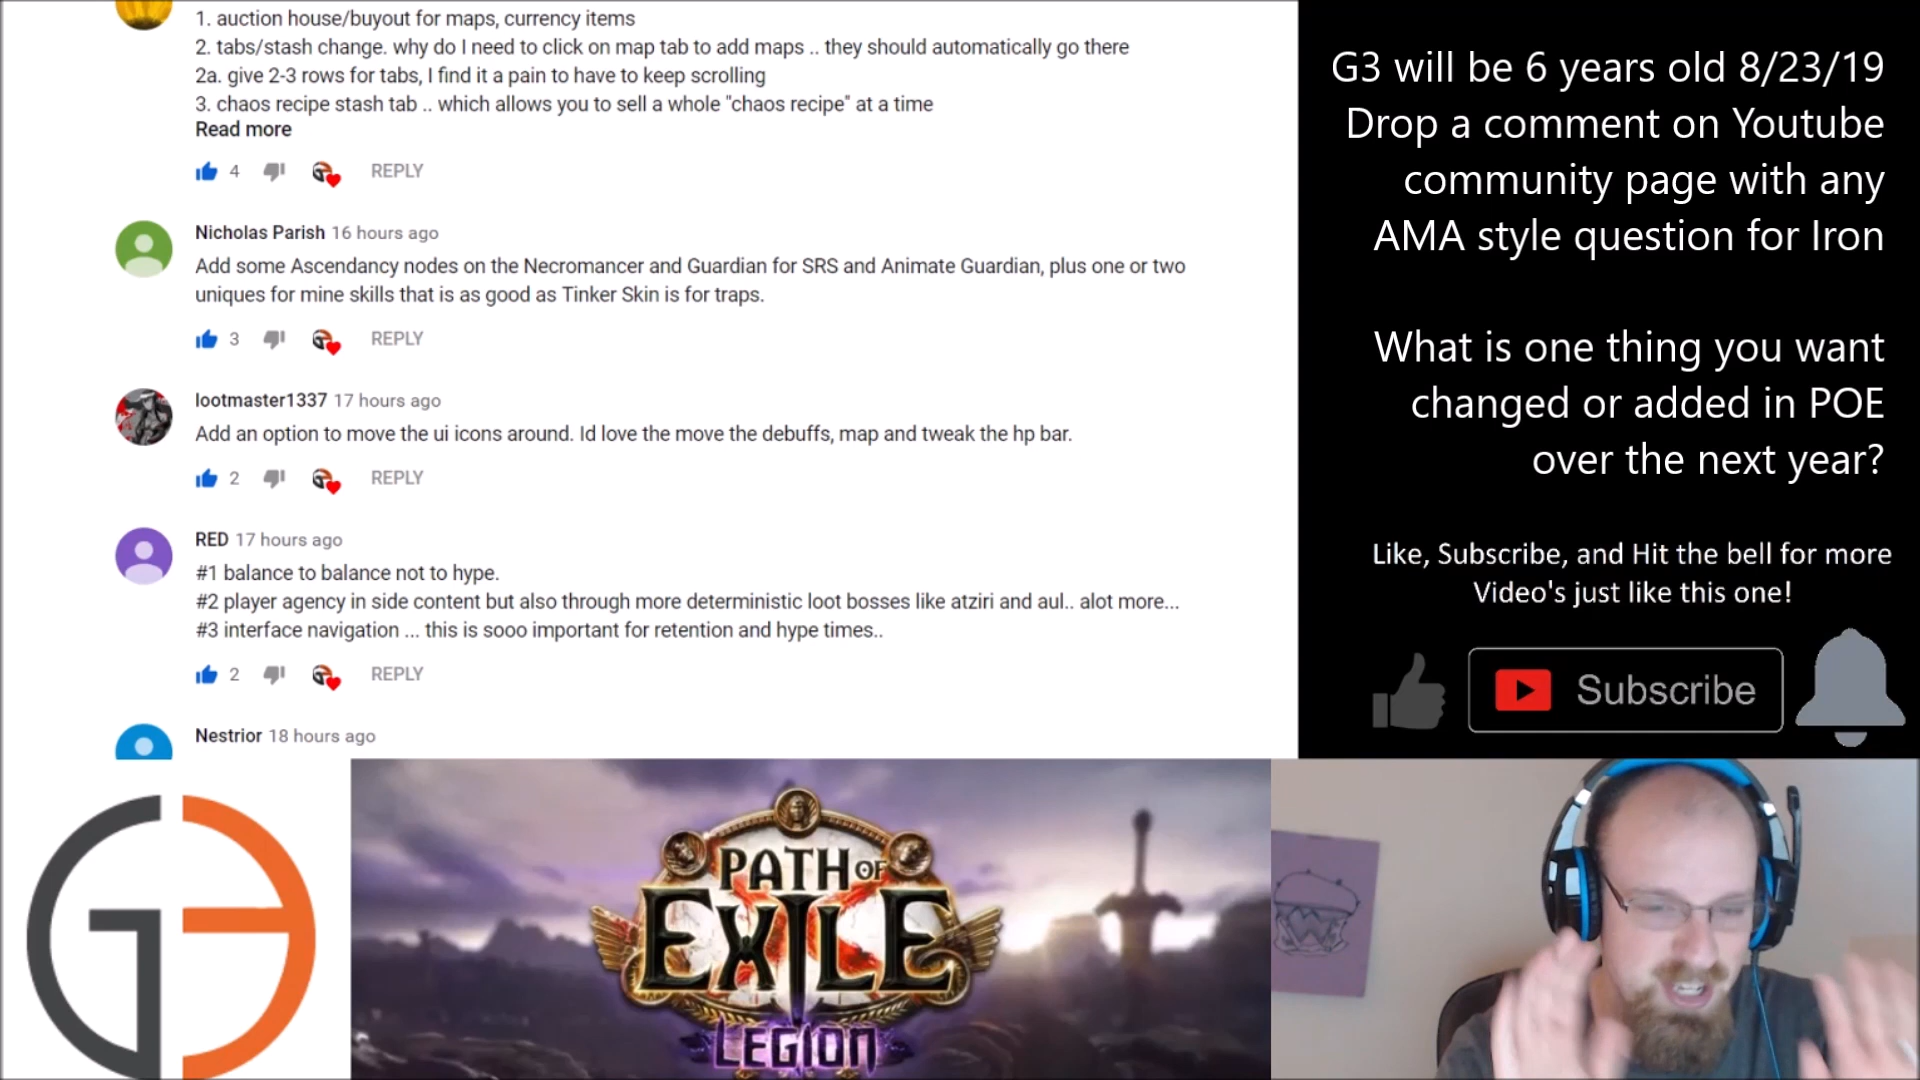 1. auction house/buyout for maps, currency items
2. tabs/stash change. why do I need to click on map tab to add maps .. they should automatically go there
2a. give 2-3 rows for tabs, I find it a pain to have to keep scrolling
3. chaos recipe stash tab .. which allows you to sell a whole "chaos recipe" at a time
Read more
4 REPLY
Nicholas Parish 16 hours ago
Add some Ascendancy nodes on the Necromancer and Guardian for SRS and Animate Guardian, plus one or two
uniques for mine skills that is as good as Tinker Skin is for traps.
3 REPLY
lootmaster1337 17 hours ago
Add an option to move the ui icons around. Id love the move the debuffs, map and tweak the hp bar.
2 REPLY
RED 17 hours ago
#1 balance to balance not to hype.
#2 player agency in side content but also through more deterministic loot bosses like atziri and aul.. alot more...
#3 interface navigation ... this is sooo important for retention and hype times..
2 REPLY
Nestrior 18 hours ago
G3 will be 6 years old 8/23/19
Drop a comment on Youtube
community page with any
AMA style question for Iron
What is one thing you want
changed or added in POE
over the next year?
Like, Subscribe, and Hit the bell for more
Video's just like this one!
Subscribe
G3
PATH OF
EXILE
LEGION